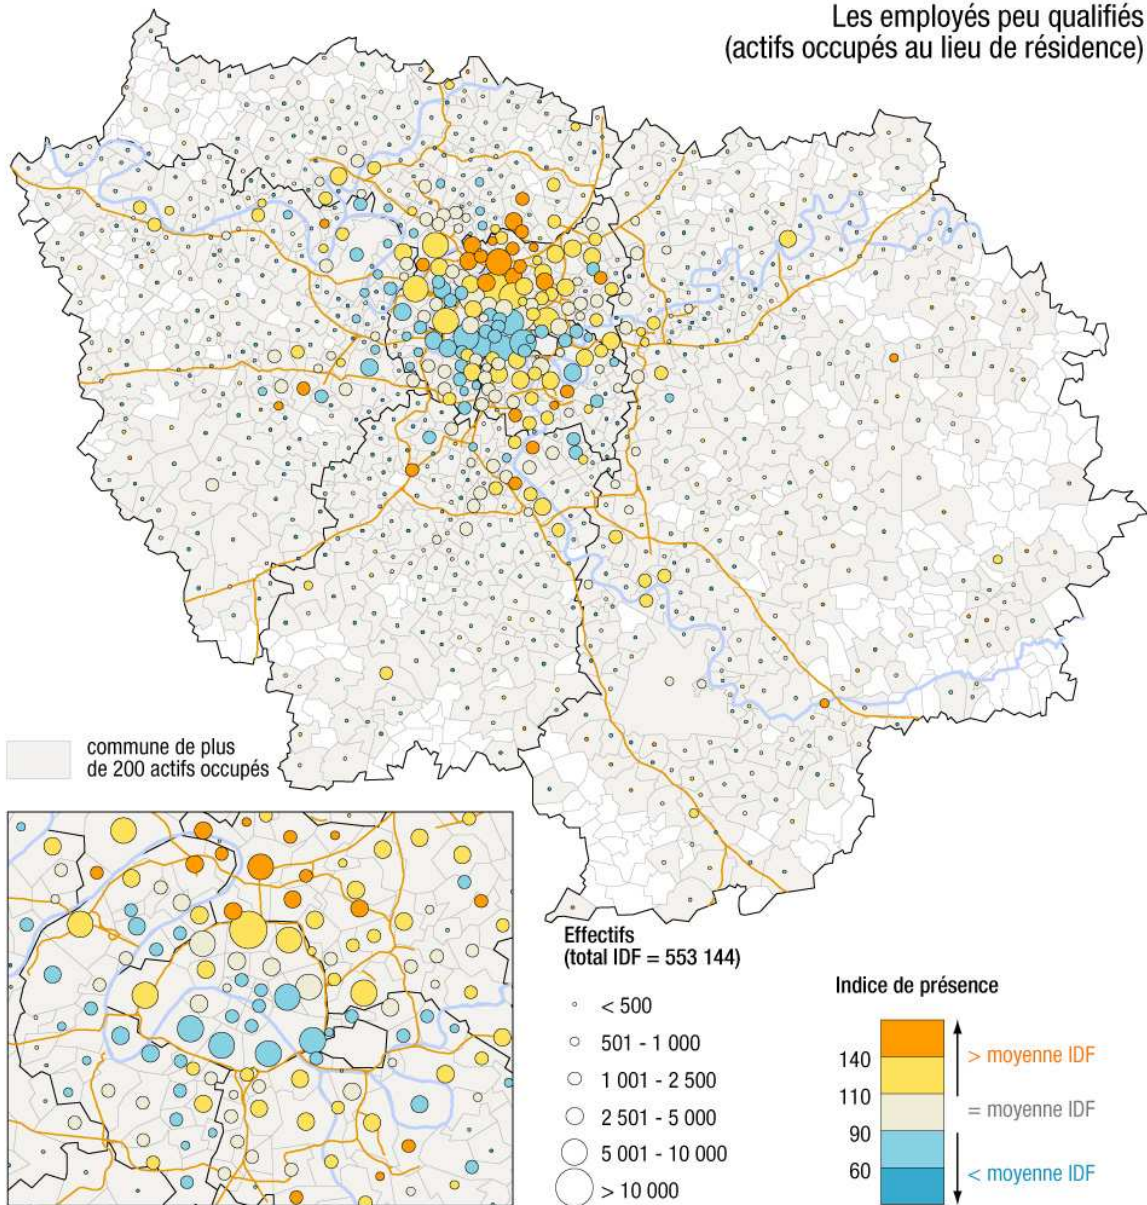 Les employés peu qualifiés
(actifs occupés au lieu de résidence)
commune de plus
de 200 actifs occupés
Effectifs
(total IDF = 553 144)
< 500
501 - 1 000
1 001 - 2 500
2 501 - 5 000
5 001 - 10 000
> 10 000
Indice de présence
140
110
90
60
> moyenne IDF
= moyenne IDF
< moyenne IDF